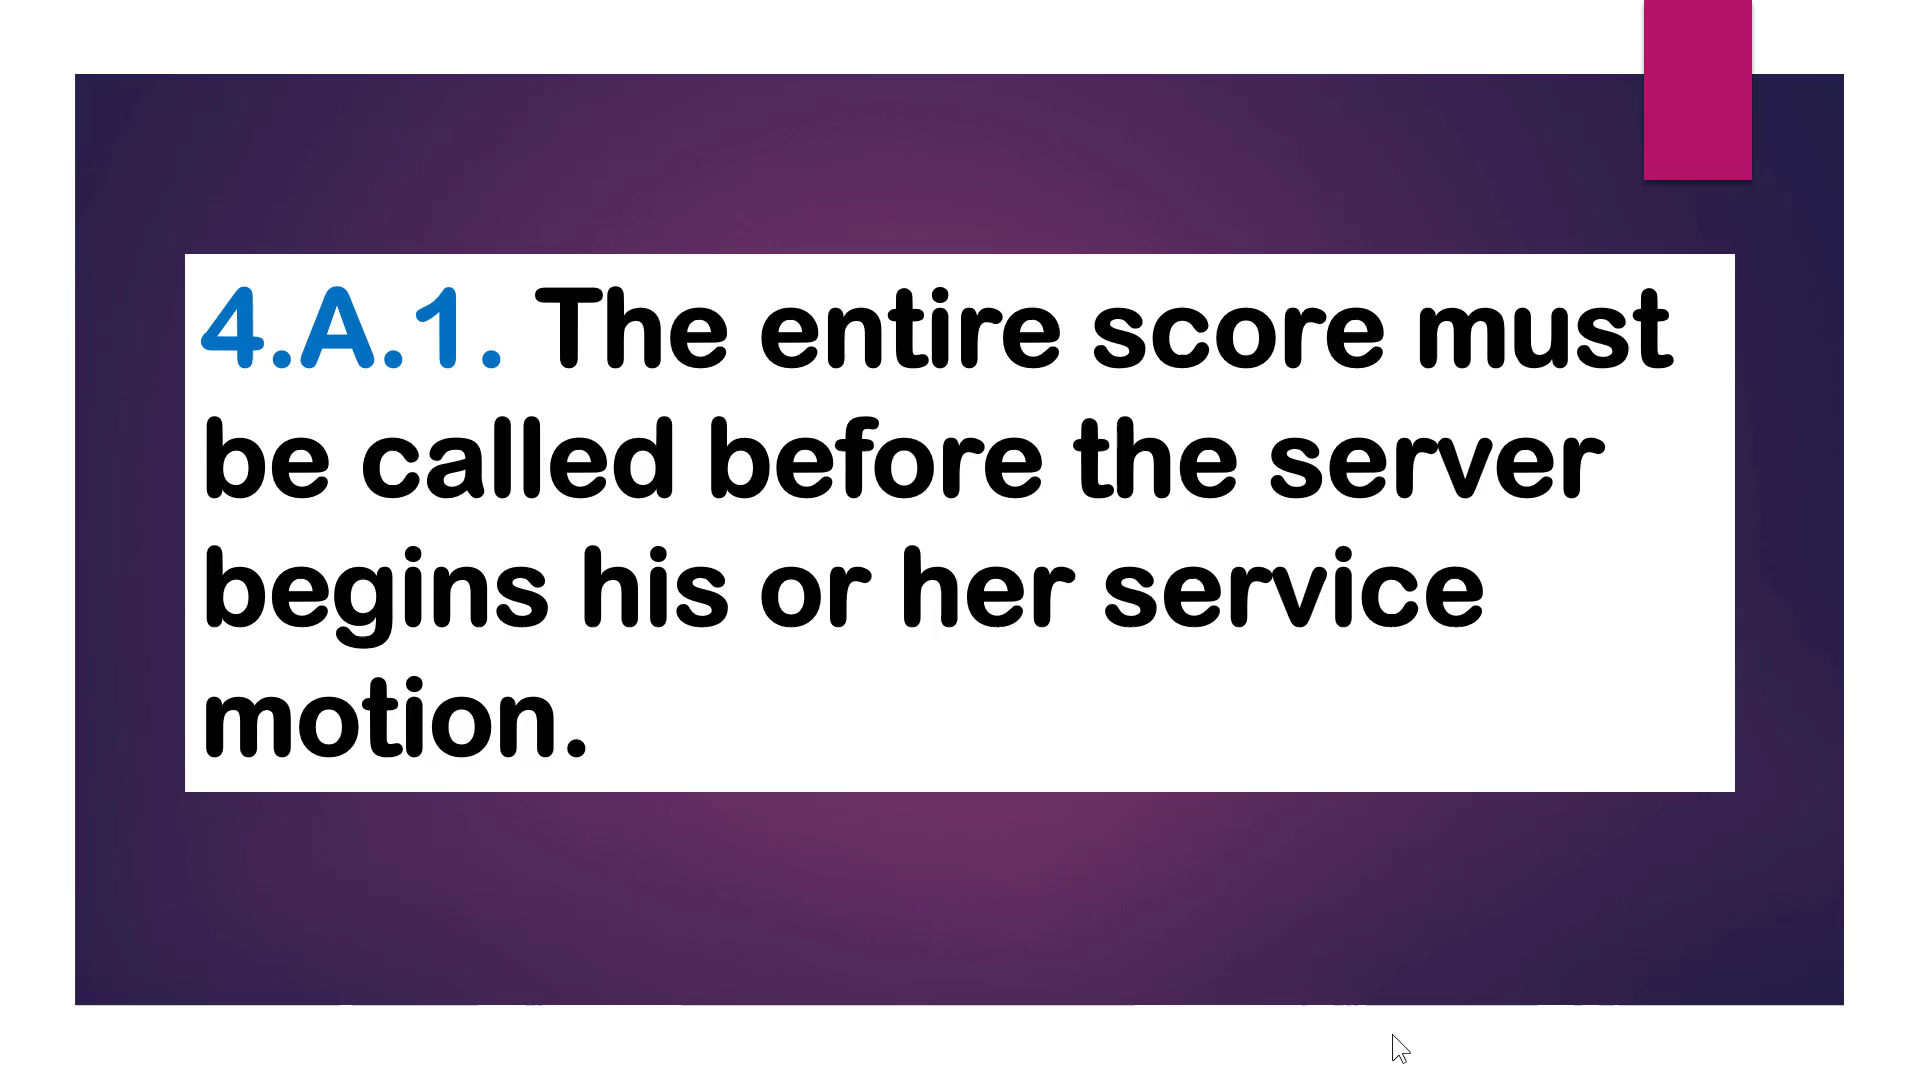 4.A.1. The entire score must
be called before the server
begins his or her service
motion.